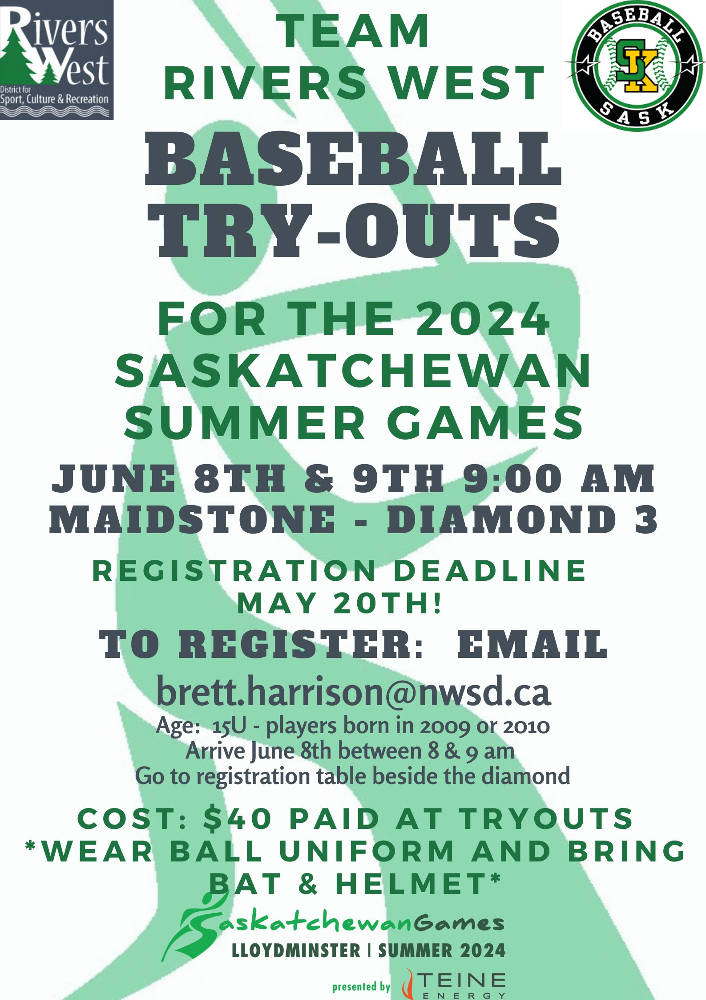 Rivers
West
District for
Sport, Culture & Recreation
BASEBALL
SK
SASK
TEAM
RIVERS WEST
BASEBALL
TRY-OUTS
FOR THE 2024
SASKATCHEWAN
SUMMER GAMES
JUNE 8TH & 9TH 9:00 AM
MAIDSTONE - DIAMOND 3
REGISTRATION DEADLINE
MAY 20TH!
TO REGISTER: EMAIL
brett.harrison@nwsd.ca
Age: 15U - players born in 2009 or 2010
Arrive June 8th between 8 & 9 am
Go to registration table beside the diamond
COST: $40 PAID AT TRYOUTS
*WEAR BALL UNIFORM AND BRING
BAT & HELMET*
SaskatchewanGames
LLOYDMINSTER | SUMMER 2024
presented by TEINE
ENERGY